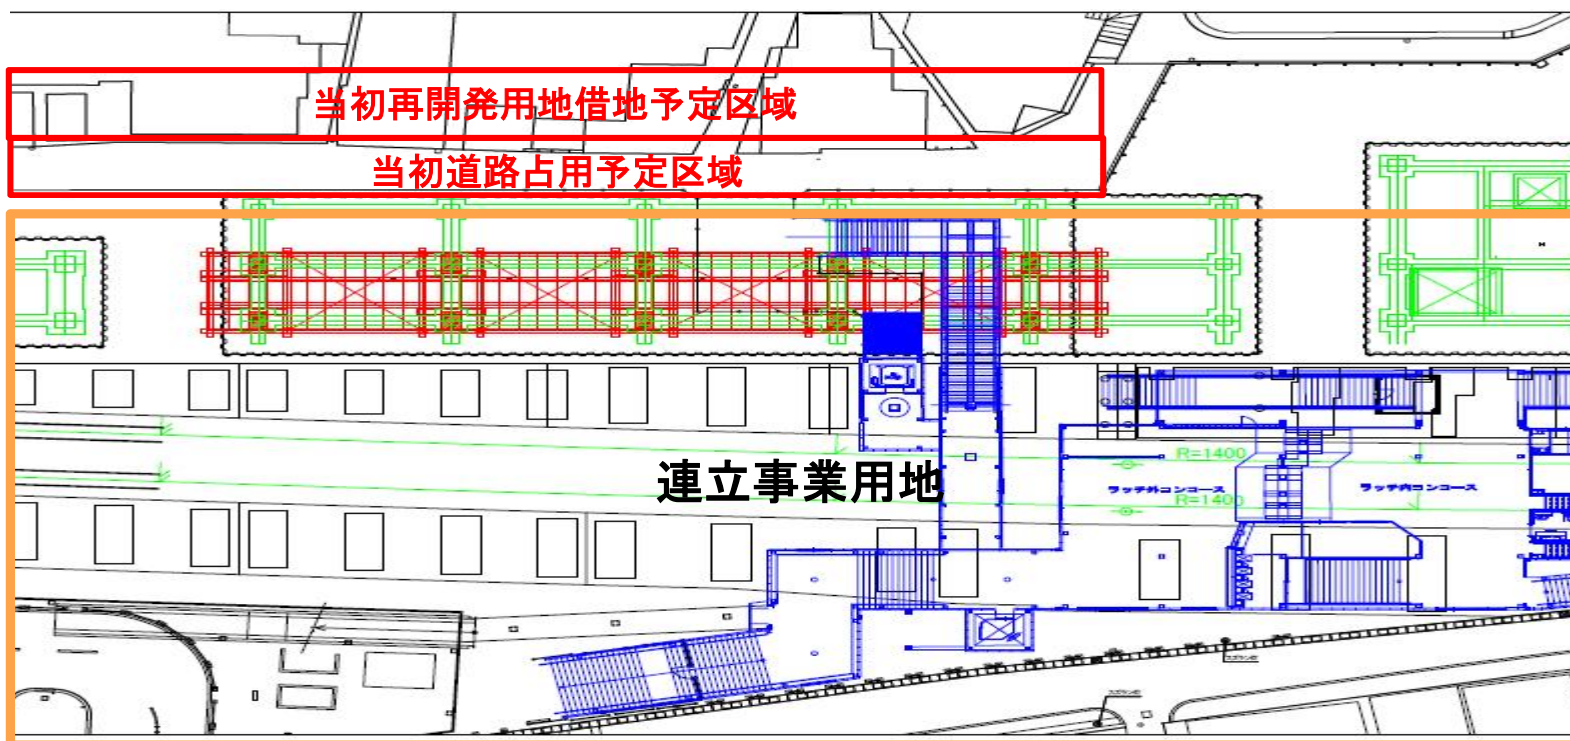 当初再開発用地借地予定区域
当初道路占用予定区域
R=1400
連立事業用地
ラッチ外コンコース
ラッチ内コンコース
R=1400